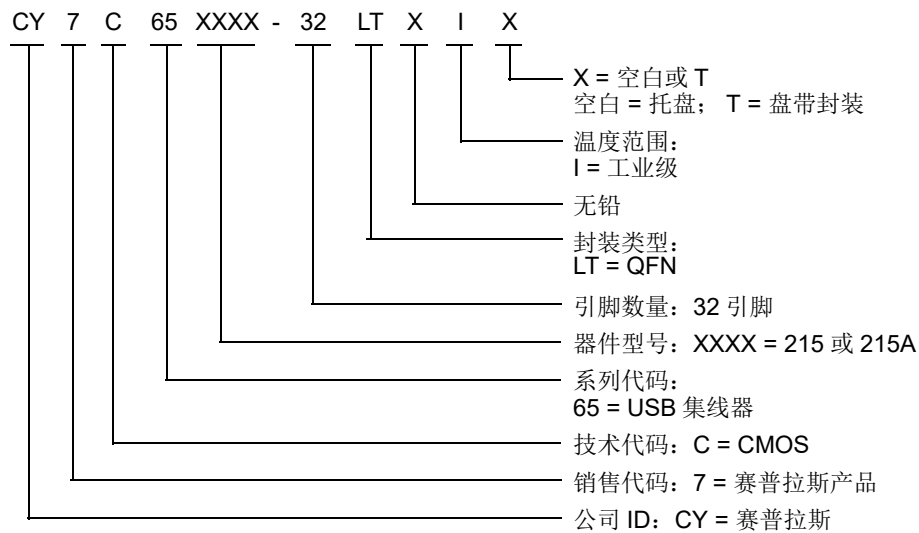 CY 7 C 65 XXXX - 32 LT X I X
X = 空白或 T
空白 = 托盘； T = 盘带封装
温度范围：
I = 工业级
无铅
封装类型：
LT = QFN
引脚数量：32 引脚
器件型号：XXXX = 215 或 215A
系列代码：
65 = USB 集线器
技术代码：C = CMOS
销售代码：7 = 赛普拉斯产品
公司 ID：CY = 赛普拉斯